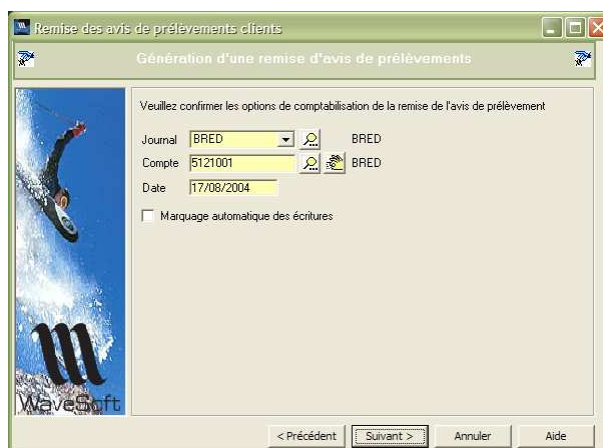 Remise des avis de prélèvements clients
Génération d'une remise d'avis de prélèvements
Veuillez confirmer les options de comptabilisation de la remise de l'avis de prélèvement
Journal BRED BRED
Compte 5121001 BRED
Date 17/08/2004
Marquage automatique des écritures
WaveSoft
< Précédent Suivant > Annuler Aide